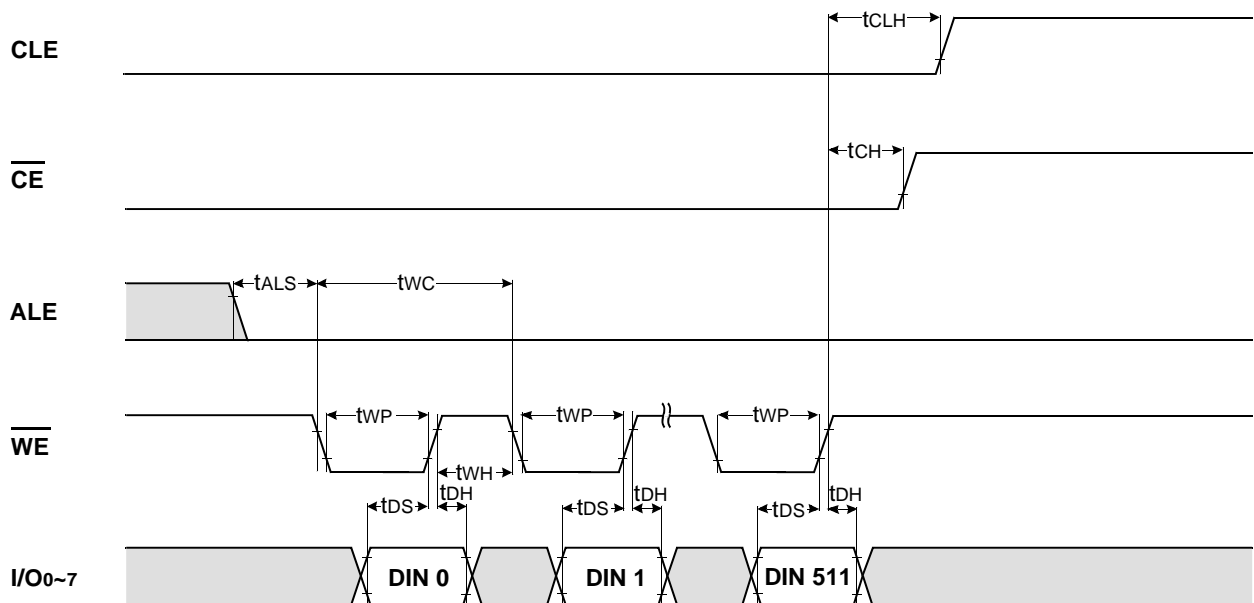 CLE
tCLH
CE
tCH
ALE
tALS
tWC
WE
tWP
tWP
tWP
tWH
tDS
tDH
tDS
tDH
tDS
tDH
I/O0~7
DIN 0
DIN 1
DIN 511